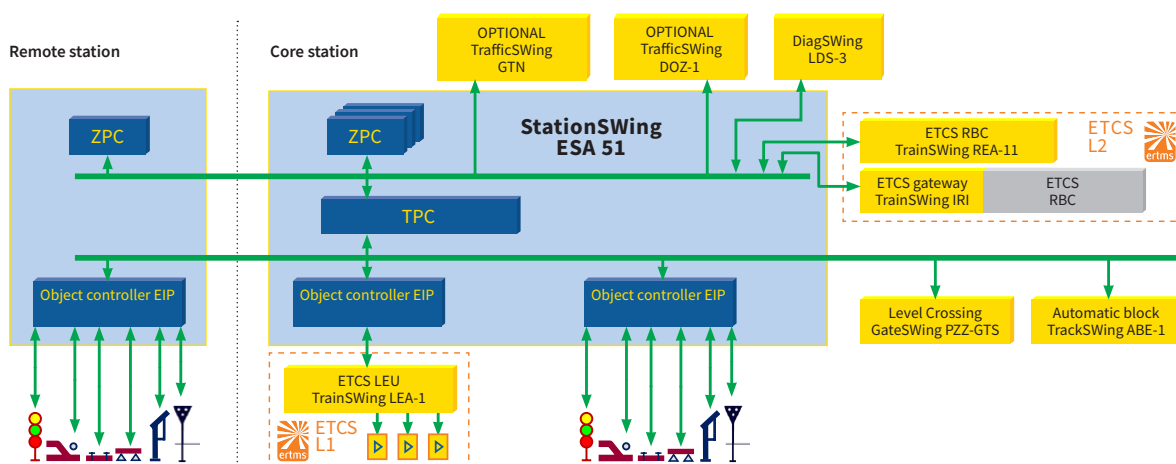 Remote station
Core station
OPTIONAL
TrafficSWing
GTN
OPTIONAL
TrafficSWing
DOZ-1
DiagSWing
LDS-3
ZPC
ZPC
StationSWing
ESA 51
ETCS RBC
TrainSWing REA-11
ETCS
L2
ertms
ETCS gateway
TrainSWing IRI
ETCS
RBC
TPC
Object controller EIP
Object controller EIP
Object controller EIP
Level Crossing
GateSWing PZZ-GTS
Automatic block
TrackSWing ABE-1
ETCS LEU
TrainSWing LEA-1
ETCS
L1
ertms